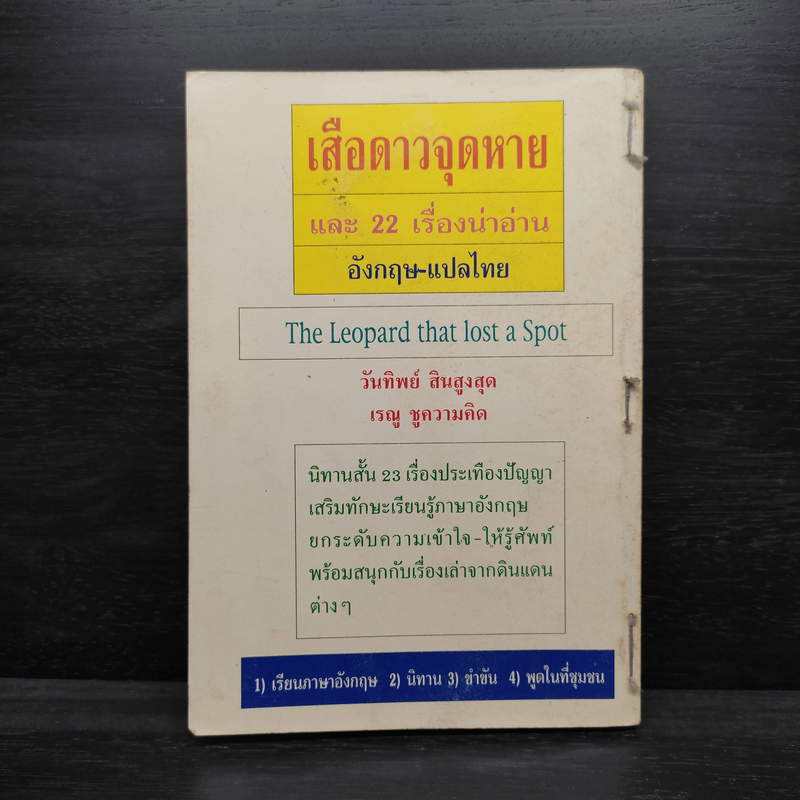 เสือดาวจุดหาย
และ 22 เรื่องน่าอ่าน
อังกฤษ-แปลไทย
The Leopard that lost a Spot
วันทิพย์ สินสูงสุด
เรณู ชูความคิด
นิทานสั้น 23 เรื่องประเทืองปัญญา
เสริมทักษะเรียนรู้ภาษาอังกฤษ
ยกระดับความเข้าใจ-ให้รู้ศัพท์
พร้อมสนุกกับเรื่องเล่าจากดินแดน
ต่าง ๆ
1) เรียนภาษาอังกฤษ 2) นิทาน 3) ขำขัน 4) พูดในที่ชุมชน